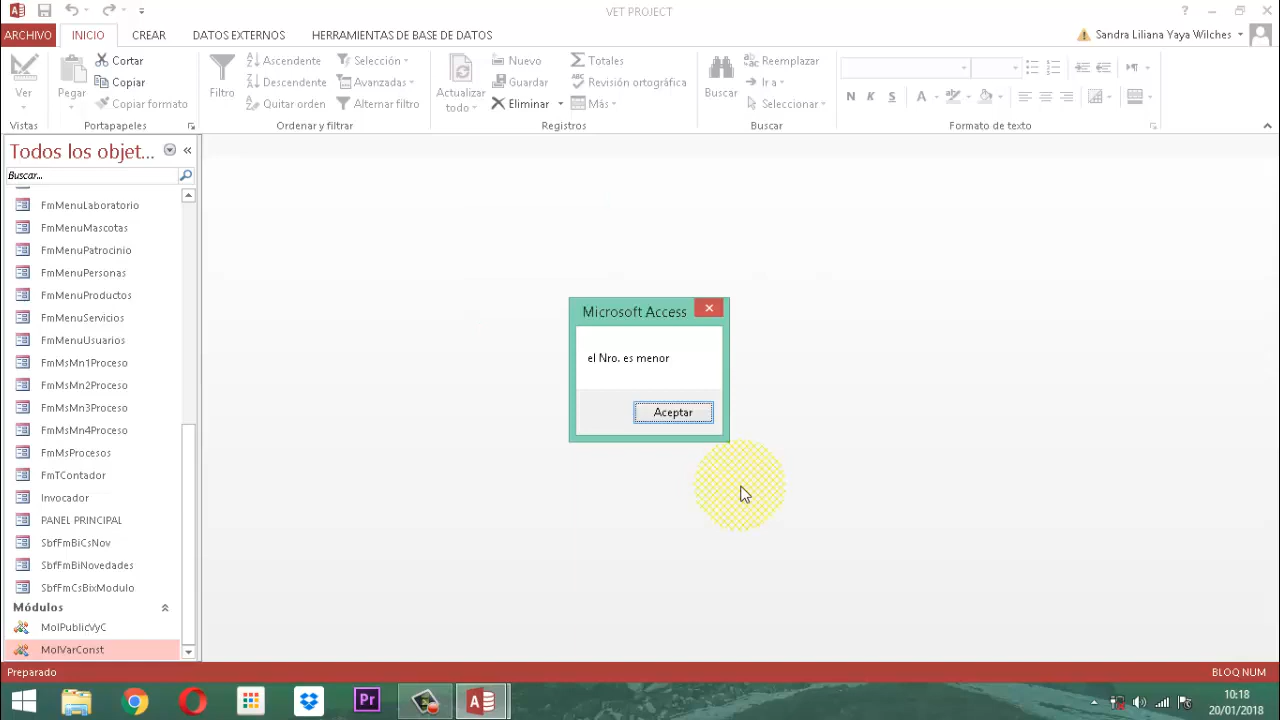 VET PROJECT
ARCHIVO INICIO CREAR DATOS EXTERNOS HERRAMIENTAS DE BASE DE DATOS Sandra Liliana Yaya Wilches
Ver
Vistas
Pegar
Cortar
Copiar
Copiar formato
Portapapeles
Filtro
Ascendente
Descendente
Quitar or
Selección
vanzadas
ar filtro
Ordenar y filtrar
Actualizar
todo
Nuevo
Guardar
Eliminar
Totales
Revisión ortográfica
Más
Registros
Buscar
Reemplazar
Ir a
Seleccionar
Buscar
N K S
A
Formato de texto
Todos los objet...
Buscar...
FmMenuLaboratorio
FmMenuMascotas
FmMenuPatrocinio
FmMenuPersonas
FmMenuProductos
FmMenuServicios
FmMenuUsuarios
FmMsMn1Proceso
FmMsMn2Proceso
FmMsMn3Proceso
FmMsMn4Proceso
FmMsProcesos
FmTContador
Invocador
PANEL PRINCIPAL
SbfFmBiCsNov
SbfFmBiNovedades
SbfFmCsBixModulo
Módulos
MolPublicVyC
MolVarConst
Microsoft Access
el Nro. es menor
Aceptar
Preparado
BLOQ NUM
Pr
10:18
20/01/2018